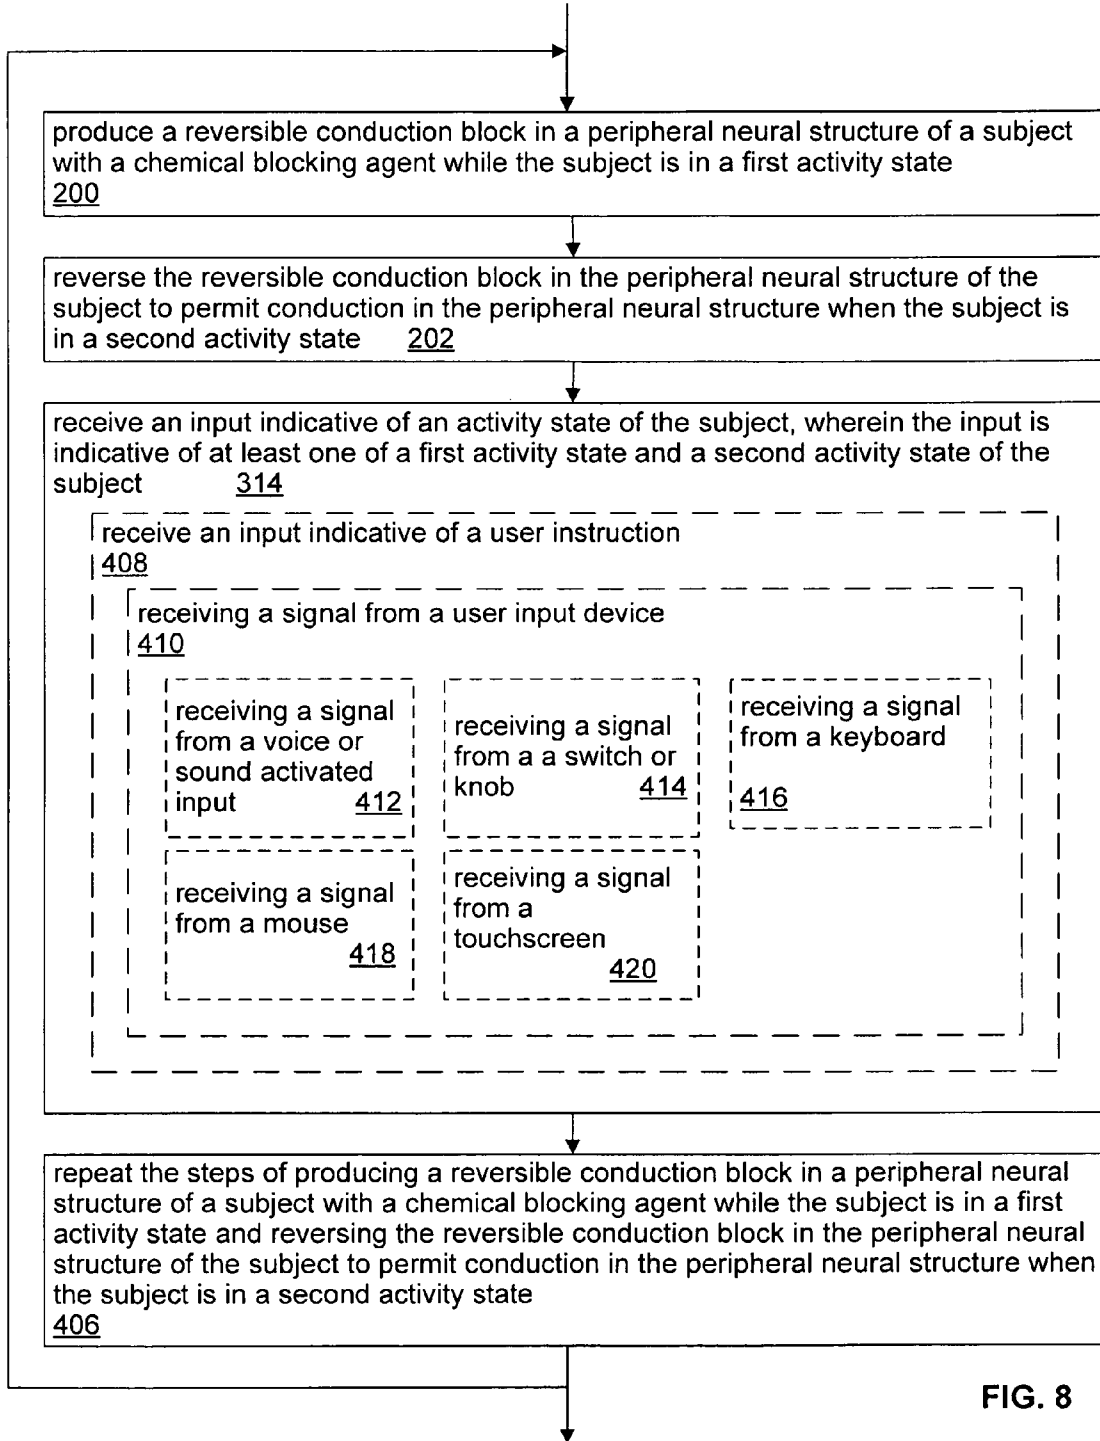 produce a reversible conduction block in a peripheral neural structure of a subject
with a chemical blocking agent while the subject is in a first activity state
200
reverse the reversible conduction block in the peripheral neural structure of the
subject to permit conduction in the peripheral neural structure when the subject is
in a second activity state 202
receive an input indicative of an activity state of the subject, wherein the input is
indicative of at least one of a first activity state and a second activity state of the
subject 314
receive an input indicative of a user instruction
408
receiving a signal from a user input device
410
receiving a signal
from a voice or
sound activated
input 412
receiving a signal
from a a switch or
knob 414
receiving a signal
from a keyboard
416
receiving a signal
from a mouse
418
receiving a signal
from a
touchscreen
420
repeat the steps of producing a reversible conduction block in a peripheral neural
structure of a subject with a chemical blocking agent while the subject is in a first
activity state and reversing the reversible conduction block in the peripheral neural
structure of the subject to permit conduction in the peripheral neural structure when
the subject is in a second activity state
406
FIG. 8